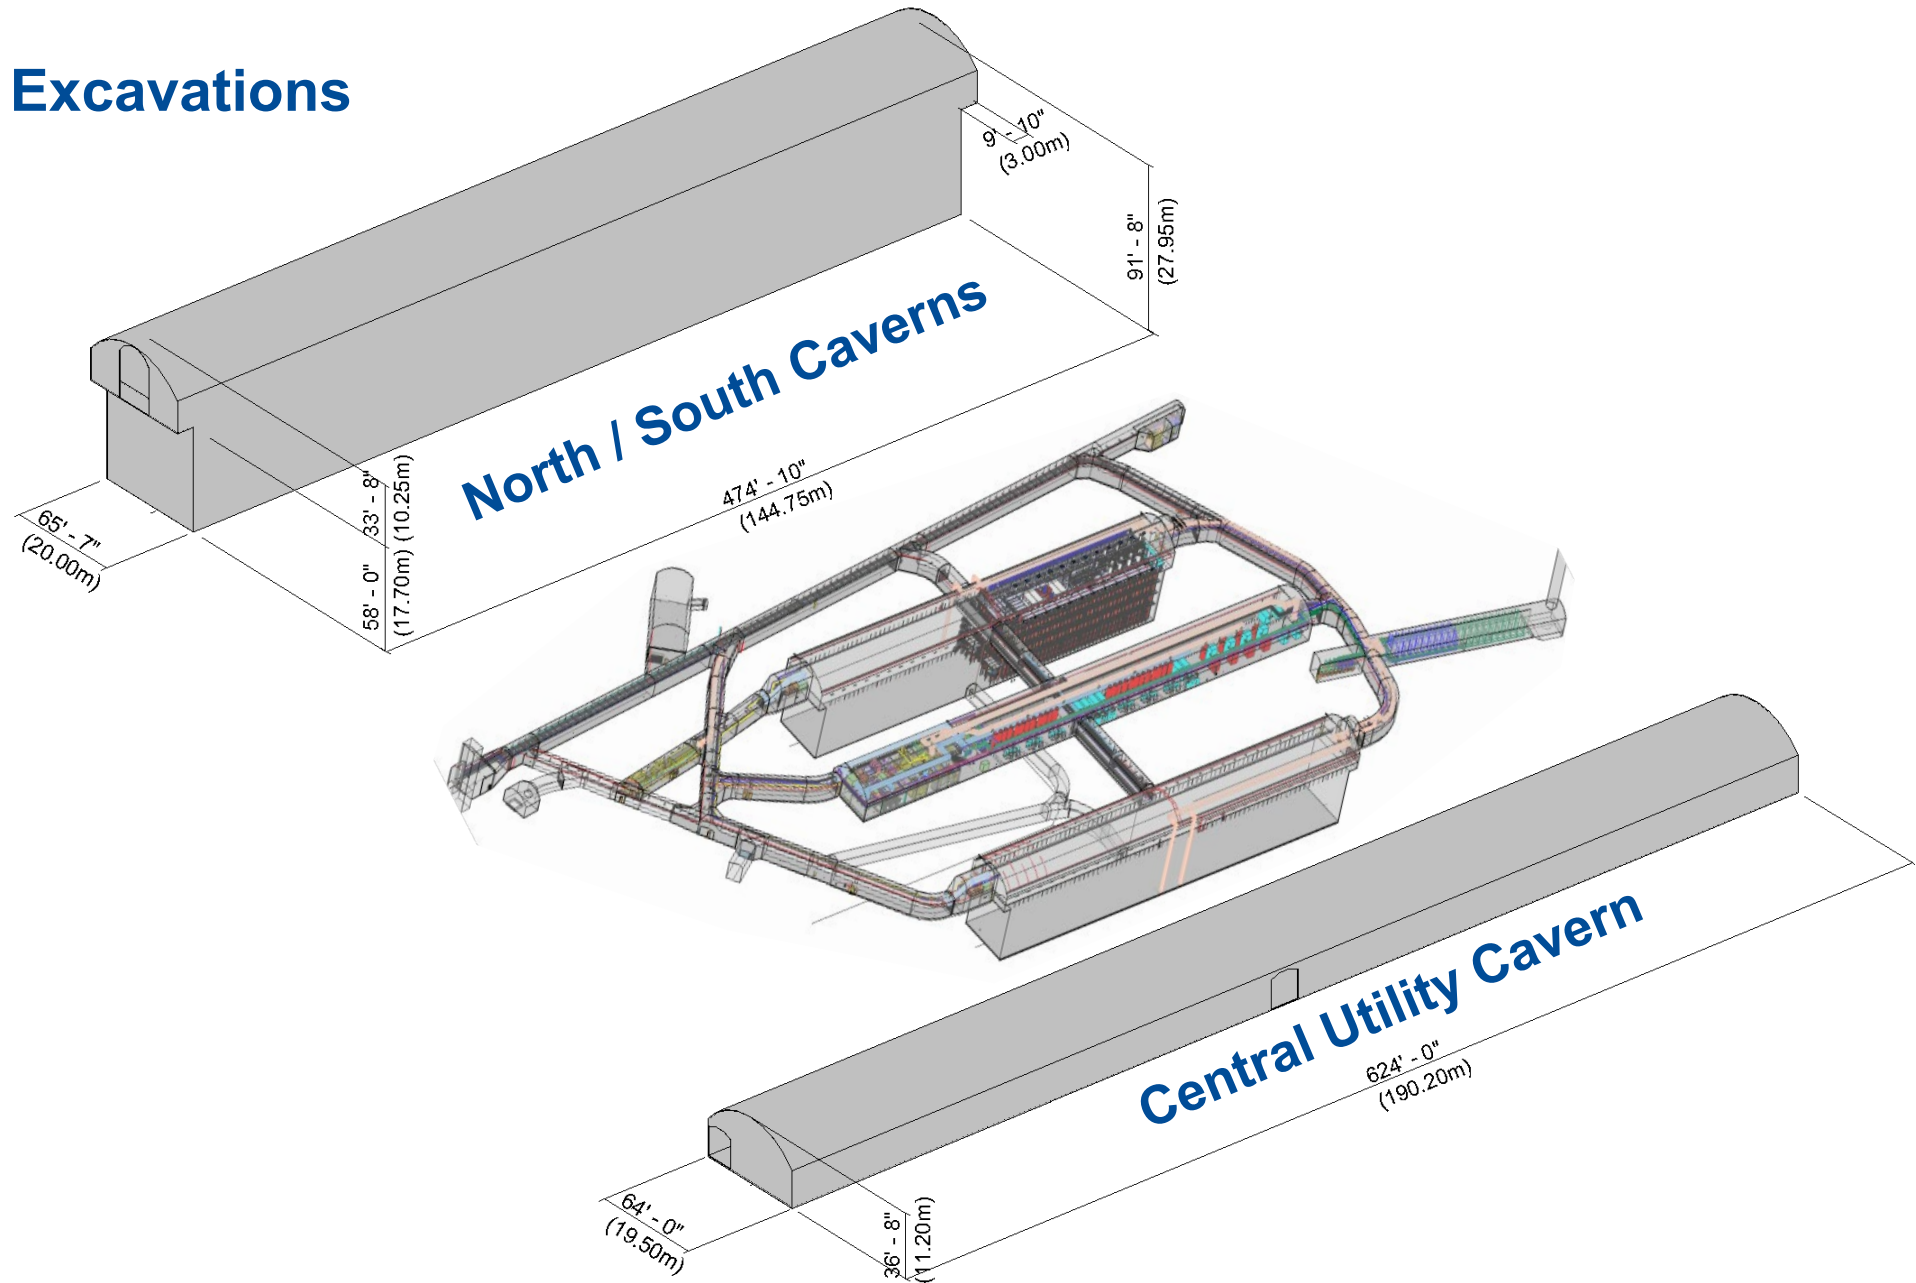 Excavations
9' - 10"
(3.00m)
91' - 8"
(27.95m)
North / South Caverns
474' - 10"
(144.75m)
33' - 8"
(10.25m)
58' - 0"
(17.70m)
65' - 7"
(20.00m)
Central Utility Cavern
624' - 0"
(190.20m)
64' - 0"
(19.50m)
36' - 8"
(11.20m)